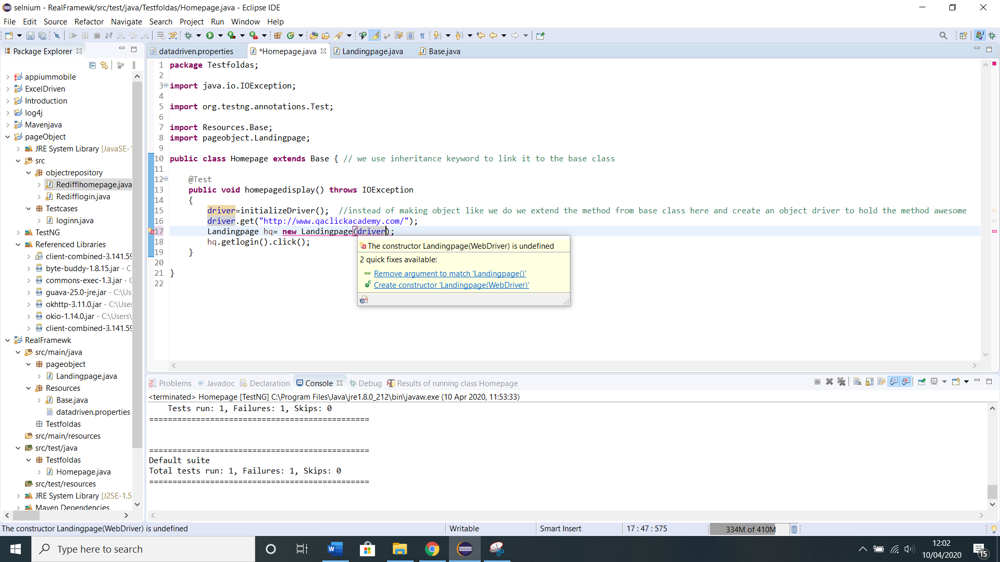 selnium - RealFramewk/src/test/java/Testfoldas/Homepage.java - Eclipse IDE
File Edit Source Refactor Navigate Search Project Run Window Help
Package Explorer
appiummobile
ExcelDriven
Introduction
log4j
Mavenjava
pageObject
JRE System Library [JavaSE-1
src
objectrepository
Redifflhomepage.java
Redifflogin.java
Testcases
loginn.java
TestNG
Referenced Libraries
client-combined-3.141.59
byte-buddy-1.8.15.jar - C
commons-exec-1.3.jar - C:
guava-25.0-jre.jar - C:\Us
okhttp-3.11.0.jar - C:\Use
okio-1.14.0.jar - C:\Users\
client-combined-3.141.59
RealFramewk
src/main/java
pageobject
Landingpage.java
Resources
Base.java
datadriven.properties
Testfoldas
src/main/resources
src/test/java
Testfoldas
Homepage.java
src/test/resources
JRE System Library [J2SE-1.5
Maven Dependencies
datadriven.properties *Homepage.java Landingpage.java Base.java
1 package Testfoldas;
2
3 import java.io.IOException;
4
5 import org.testng.annotations.Test;
6
7 import Resources.Base;
8 import pageobject.Landingpage;
9
10 public class Homepage extends Base { // we use inheritance keyword to link it to the base class
11
12 @Test
13 public void homepagedisplay() throws IOException
14 {
15 driver=initializeDriver(); //instead of making object like we do we extend the method from base class here and create an object driver to hold the method awesome
16 driver.get("http://www.qaclickacademy.com/");
17 Landingpage hq= new Landingpage(driver);
18 hq.getlogin().click();
19 }
20
21 }
22
The constructor Landingpage(WebDriver) is undefined
2 quick fixes available:
Remove argument to match 'Landingpage()'
Create constructor 'Landingpage(WebDriver)'
Problems Javadoc Declaration Console Debug Results of running class Homepage
<terminated> Homepage [TestNG] C:\Program Files\Java\jre1.8.0_212\bin\javaw.exe (10 Apr 2020, 11:53:33)
Tests run: 1, Failures: 1, Skips: 0
===============================================
===============================================
Default suite
Total tests run: 1, Failures: 1, Skips: 0
===============================================
The constructor Landingpage(WebDriver) is undefined Writable Smart Insert 17 : 47 : 575 334M of 410M
Type here to search
12:02
10/04/2020
15